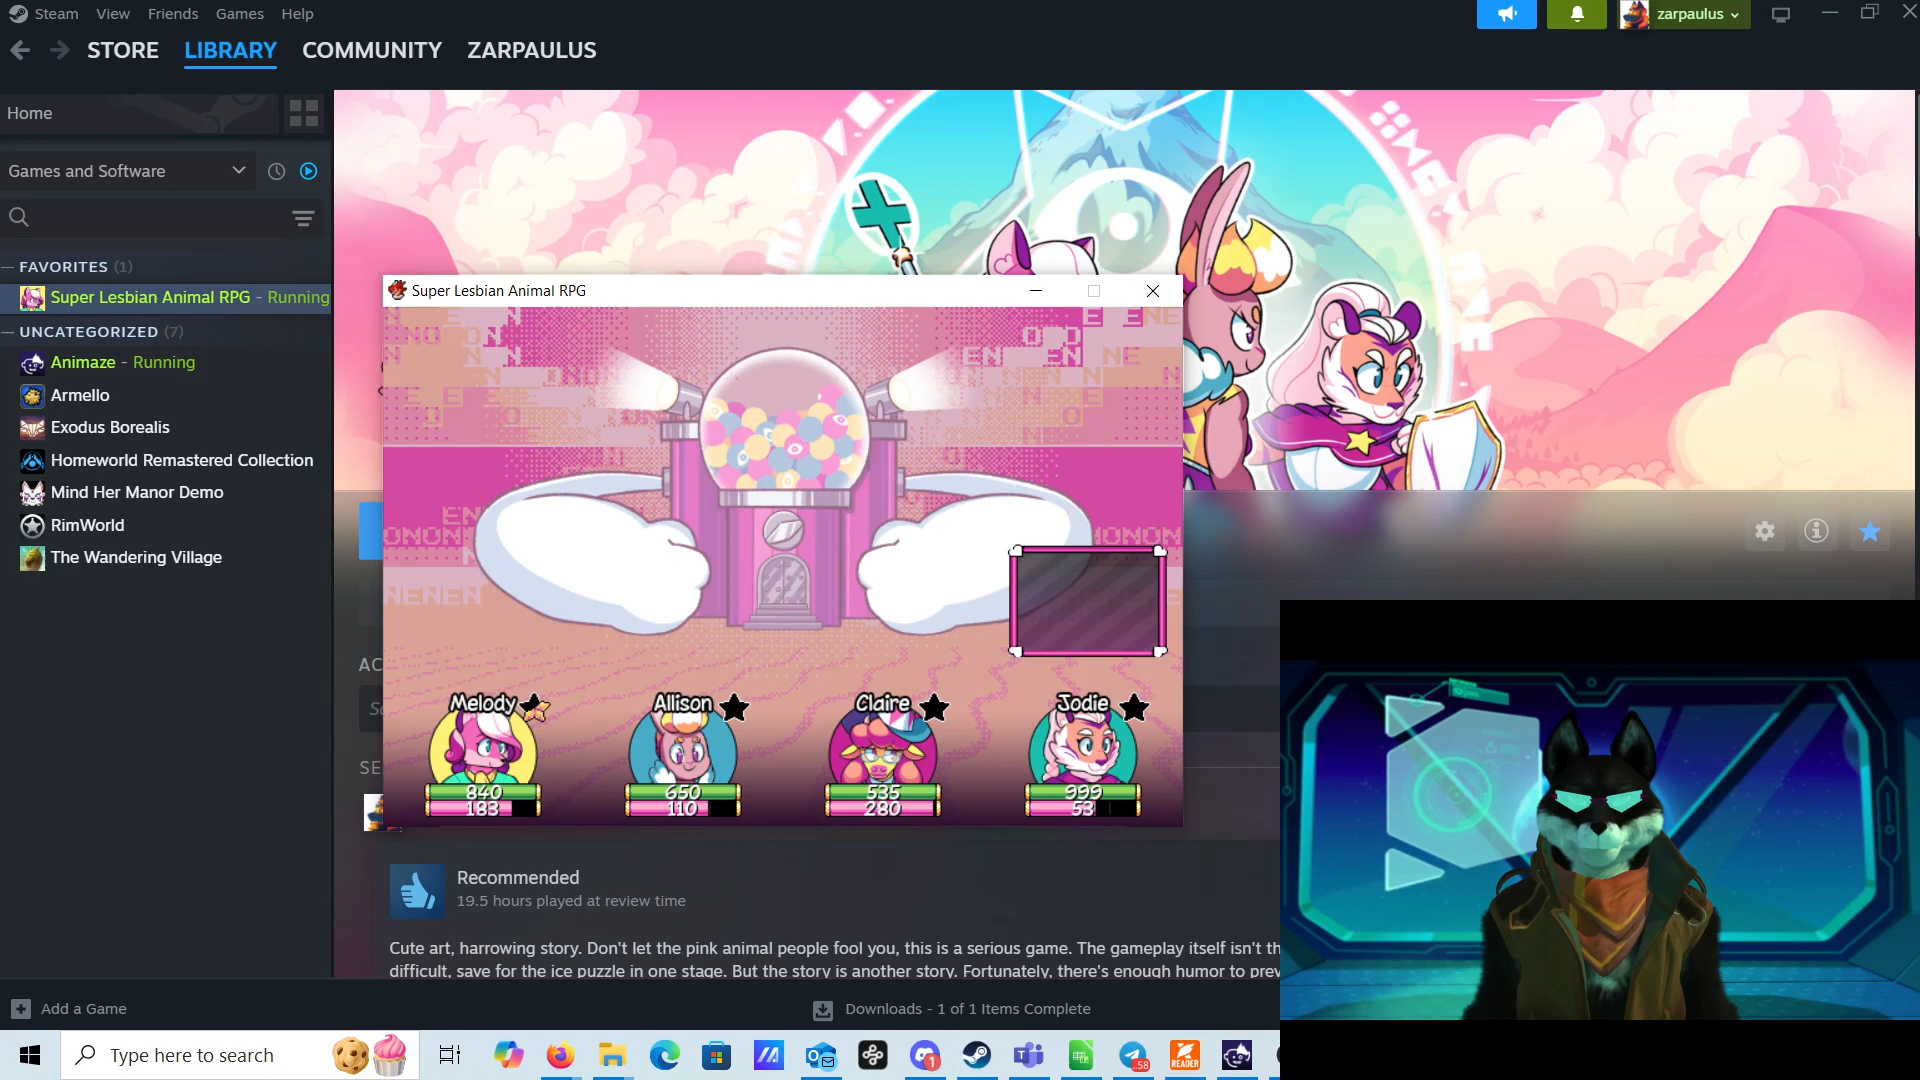 Steam View Friends Games Help
zarpaulus
STORE LIBRARY COMMUNITY ZARPAULUS
Home
Games and Software
FAVORITES (1)
Super Lesbian Animal RPG - Running
UNCATEGORIZED (7)
Animaze - Running
Armello
Exodus Borealis
Homeworld Remastered Collection
Mind Her Manor Demo
RimWorld
The Wandering Village
Super Lesbian Animal RPG
Melody
Allison
Claire
Jodie
840
650
535
999
183
110
280
53
AC
SE
Recommended
19.5 hours played at review time
Cute art, harrowing story. Don't let the pink animal people fool you, this is a serious game. The gameplay itself isn't
difficult, save for the ice puzzle in one stage. But the story is another story. Fortunately, there's enough humor to
Add a Game
Downloads - 1 of 1 Items Complete
Type here to search
1
58
READER